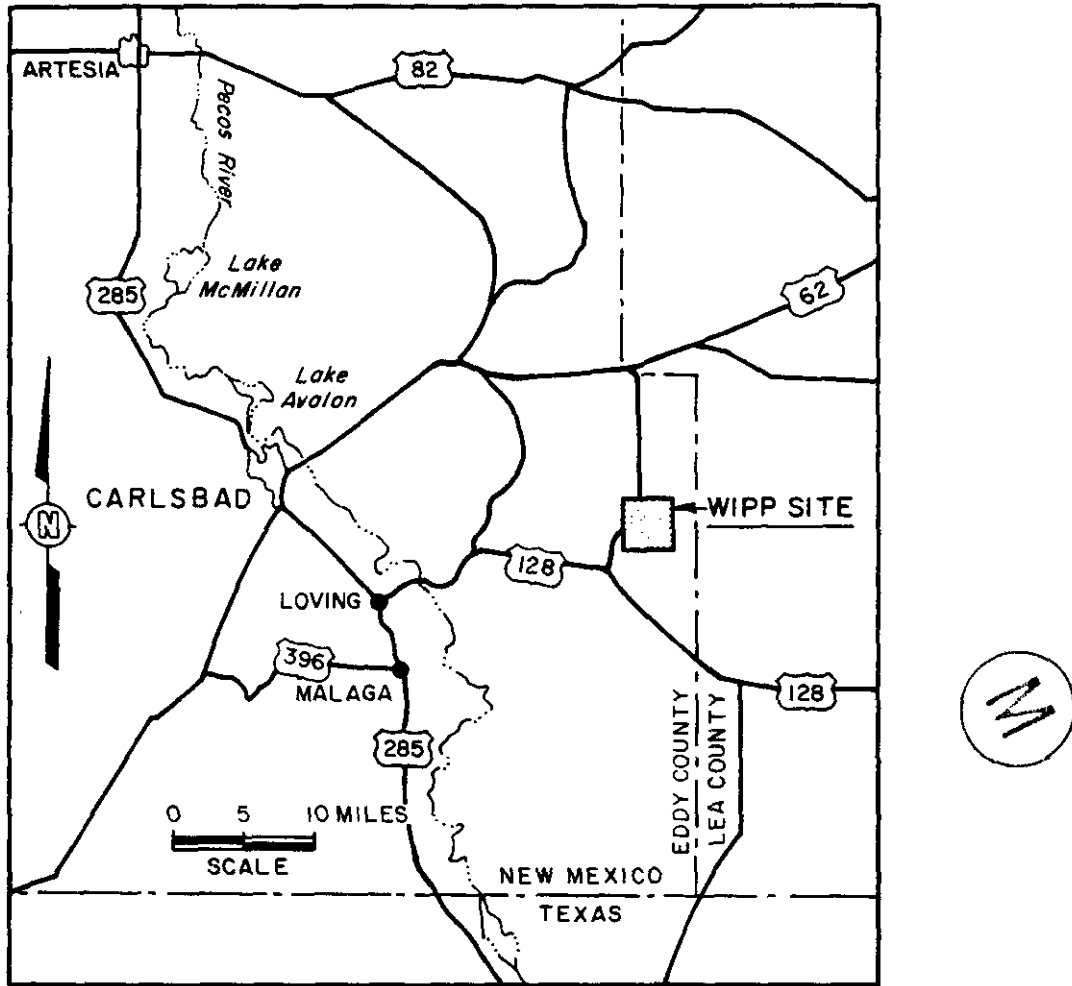 ARTESIA
82
Pecos River
Lake
McMillan
285
62
Lake
Avalon
CARLSBAD
N
WIPP SITE
128
LOVING
396
MALAGA
128
285
EDDY COUNTY
LEA COUNTY
0 5 10 MILES
SCALE
NEW MEXICO
TEXAS
M